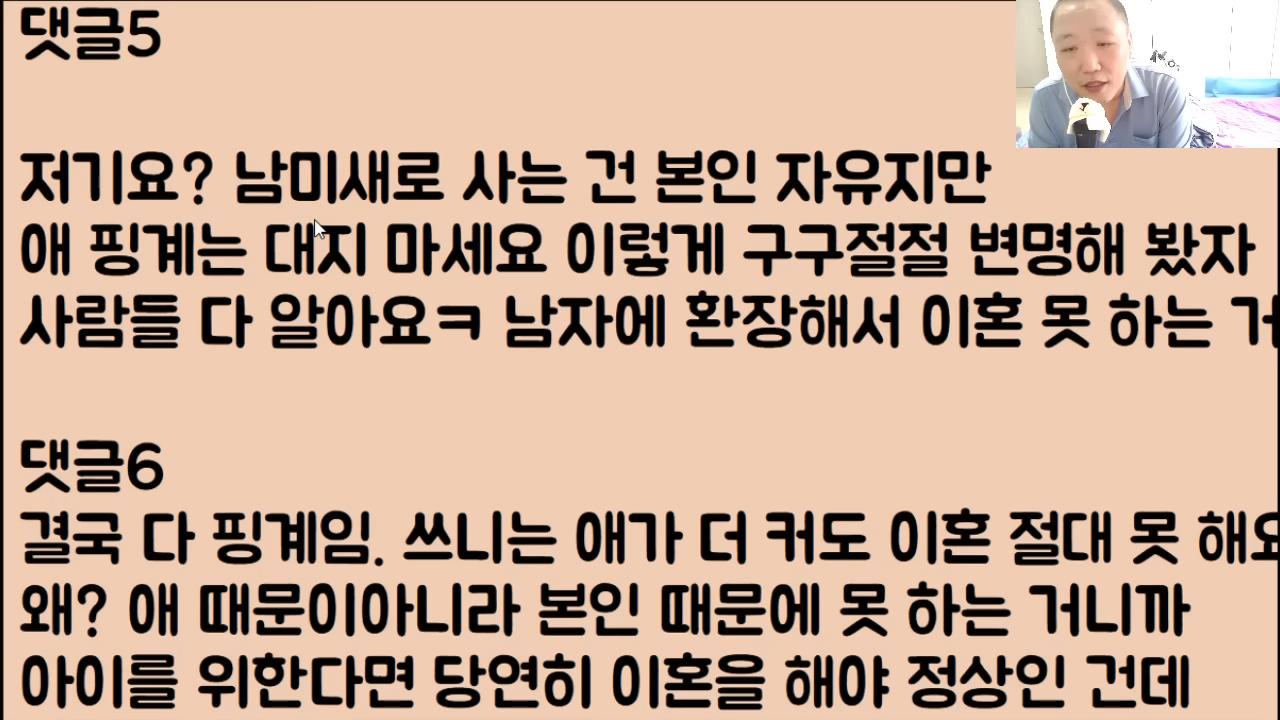 댓글5
저기요? 남미새로 사는 건 본인 자유지만
애 핑계는 대지 마세요 이렇게 구구절절 변명해 봤자
사람들 다 알아요ㅋ 남자에 환장해서 이혼 못 하는 거
댓글6
결국 다 핑계임. 쓰니는 애가 더 커도 이혼 절대 못 해요
왜? 애 때문이아니라 본인 때문에 못 하는 거니까
아이를 위한다면 당연히 이혼을 해야 정상인 건데